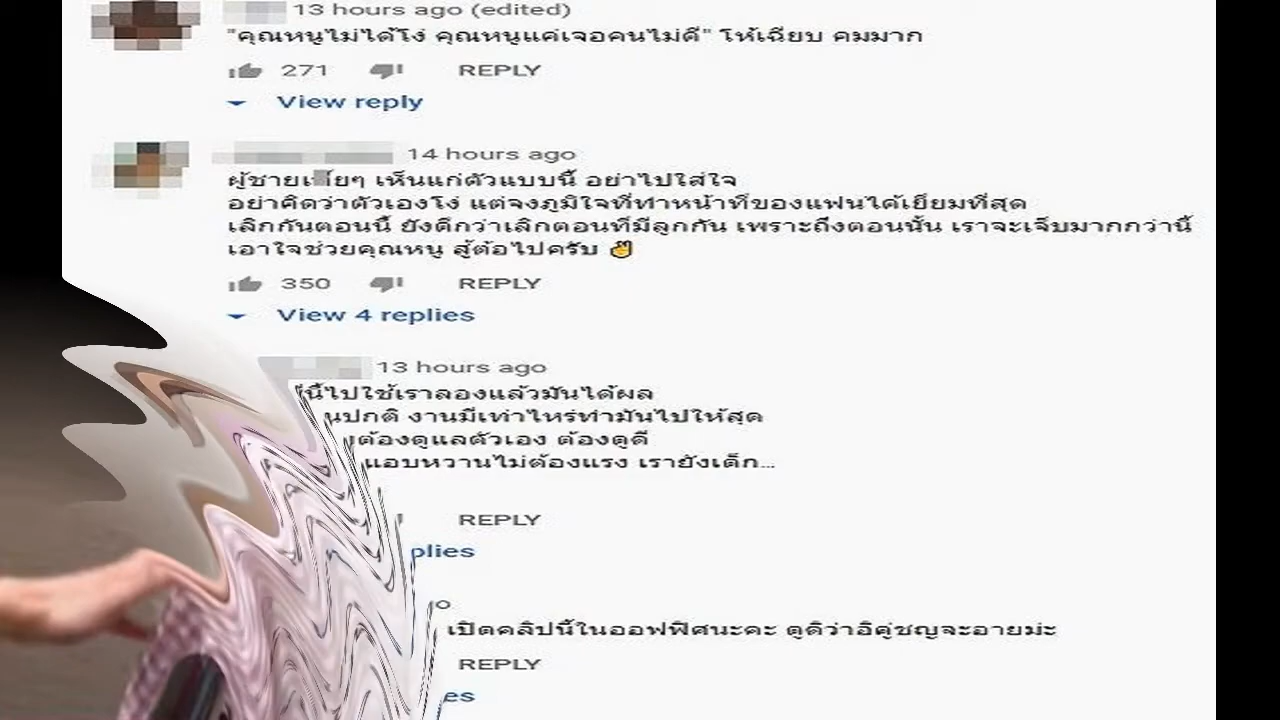 13 hours ago (edited)
"คุณหนูไม่ได้โง่ คุณหนูแค่เจอคนไม่ดี" โห้เฉียบ คมมาก
271 REPLY
View reply
14 hours ago
เห็นแก่ตัวแบบนี้ อย่าไปใส่ใจ
อย่าคิดว่าตัวเองโง่ แต่จงภูมิใจที่ทำหน้าที่ของแฟนได้เยี่ยมที่สุด
เลิกกันตอนนี้ ยังดีกว่าเลิกตอนที่มีลูกกัน เพราะถึงตอนนั้น เราจะเจ็บมากกว่านี้
เอาใจช่วยคุณหนู สู้ต่อไปครับ ✌
350 REPLY
View 4 replies
13 hours ago
นี้ไปใช้เราลองแล้วมันได้ผล
นปกติ งานมีเท่าไหร่ทำมันไปให้สุด
ต้องดูแลตัวเอง ต้องดูดี
แอบหวานไม่ต้องแรง เรายังเด็ก...
REPLY
plies
o
เปิดคลิปนี้ในออฟฟิศนะคะ ดูดิว่าอิคู่ชญจะอายมะ
REPLY
es